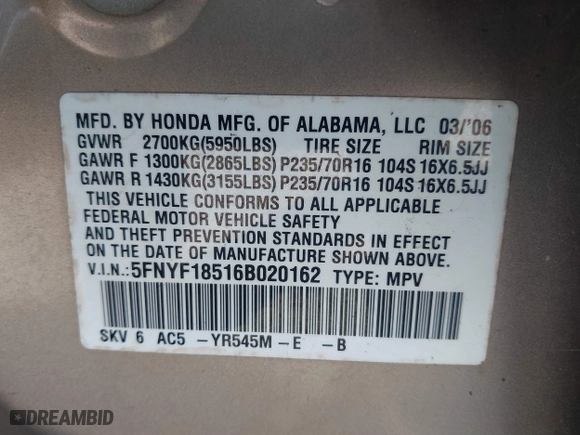 MFD. BY HONDA MFG. OF ALABAMA, LLC 03/'06
GVWR 2700KG(5950LBS) TIRE SIZE RIM SIZE
GAWR F 1300KG(2865LBS) P235/70R16 104S 16X6.5JJ
GAWR R 1430KG(3155LBS) P235/70R16 104S 16X6.5JJ
THIS VEHICLE CONFORMS TO ALL APPLICABLE
FEDERAL MOTOR VEHICLE SAFETY
AND THEFT PREVENTION STANDARDS IN EFFECT
ON THE DATE OF MANUFACTURE SHOWN ABOVE.
V.I.N.: 5FNYF18516B020162 TYPE: MPV
SKV 6 AC5 -YR545M-E -B
DREAMBID